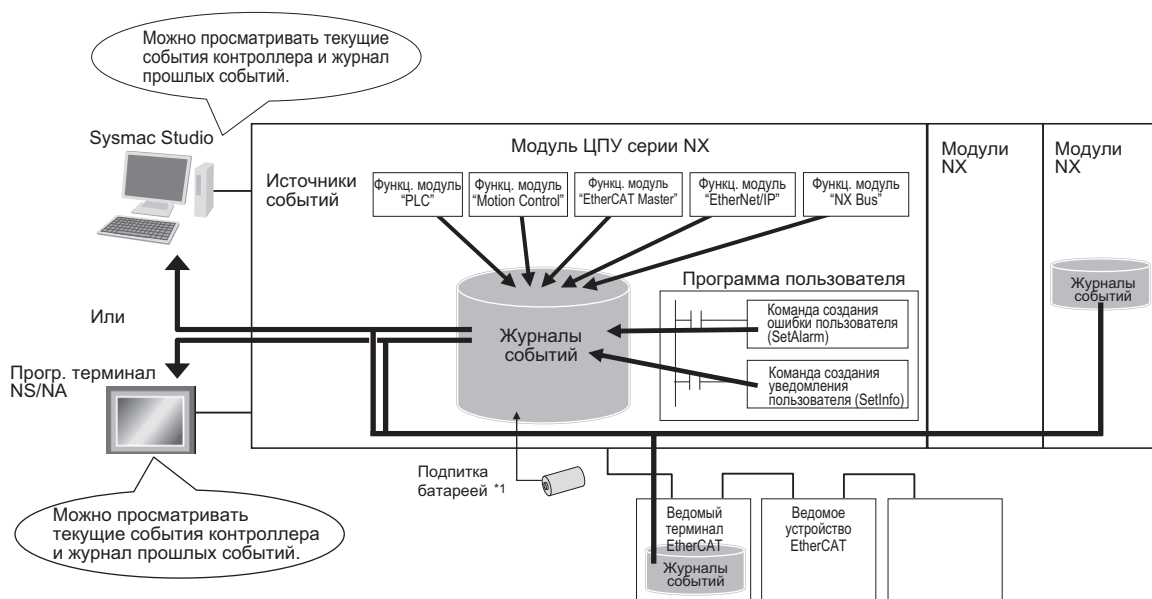 Можно просматривать текущие
события контроллера и журнал
прошлых событий.
Sysmac Studio
Модуль ЦПУ серии NX
Модули
NX
Модули
NX
Источники
событий
Функц. модуль
“PLC”
Функц. модуль
“Motion Control”
Функц. модуль
“EtherCAT Master”
Функц. модуль
“EtherNet/IP”
Функц. модуль
“NX Bus”
Программа пользователя
Журналы
событий
Команда создания
ошибки пользователя
(SetAlarm)
Команда создания
уведомления
пользователя (SetInfo)
Журналы
событий
Или
Прогр. терминал
NS/NA
Подпитка
батареей *1
Можно просматривать
текущие события контроллера
и журнал прошлых событий.
Ведомый
терминал
EtherCAT
Журналы
событий
Ведомое
устройство
EtherCAT